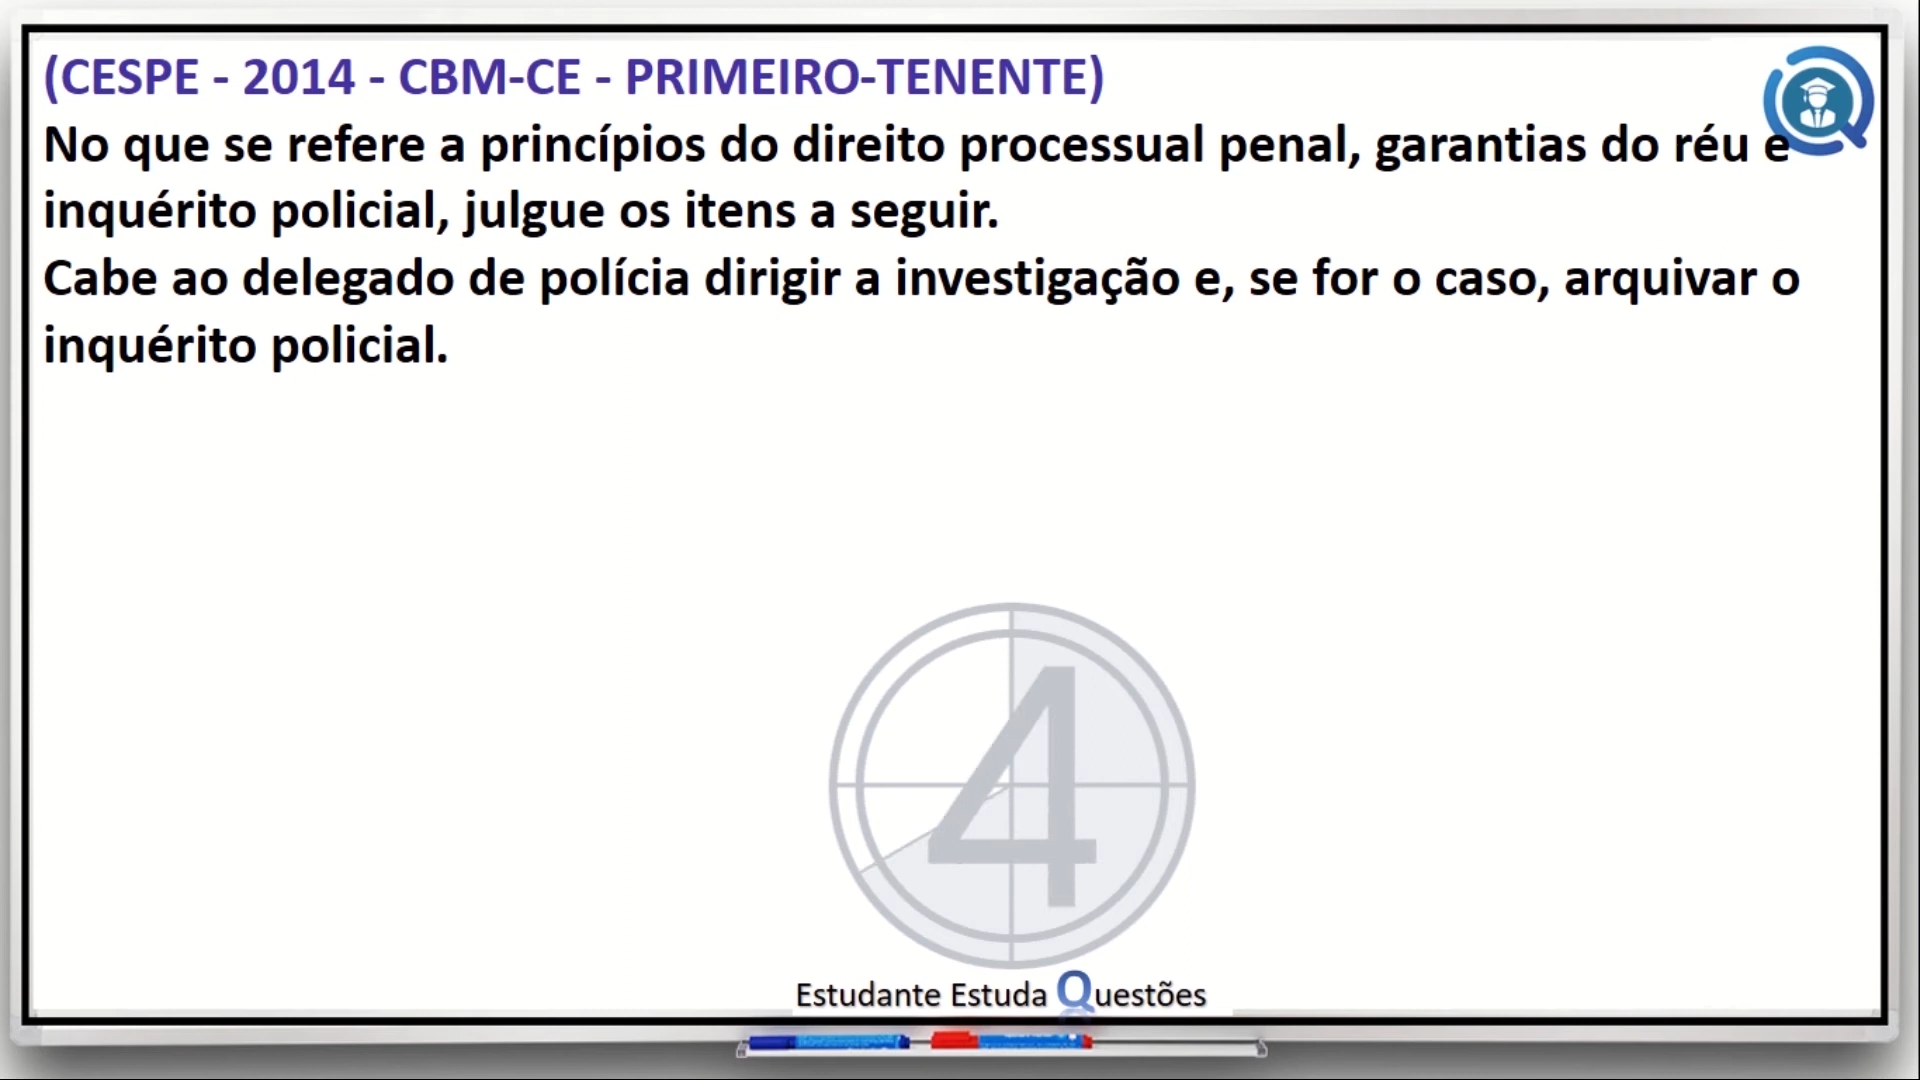 (CESPE - 2014 - CBM-CE - PRIMEIRO-TENENTE)
No que se refere a princípios do direito processual penal, garantias do réu e
inquérito policial, julgue os itens a seguir.
Cabe ao delegado de polícia dirigir a investigação e, se for o caso, arquivar o
inquérito policial.
4
Estudante Estuda Questões